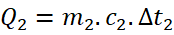 Q₂ = m₂. c₂. Δt₂